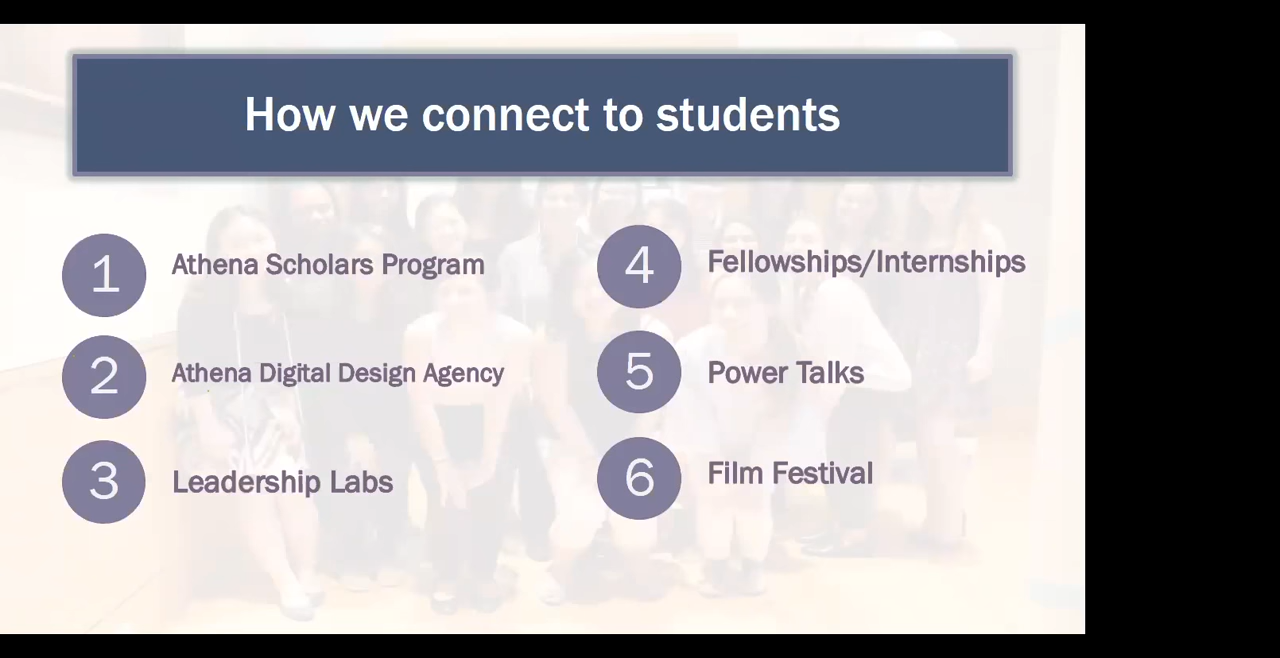 How we connect to students
1 Athena Scholars Program
2 Athena Digital Design Agency
3 Leadership Labs
4 Fellowships/Internships
5 Power Talks
6 Film Festival